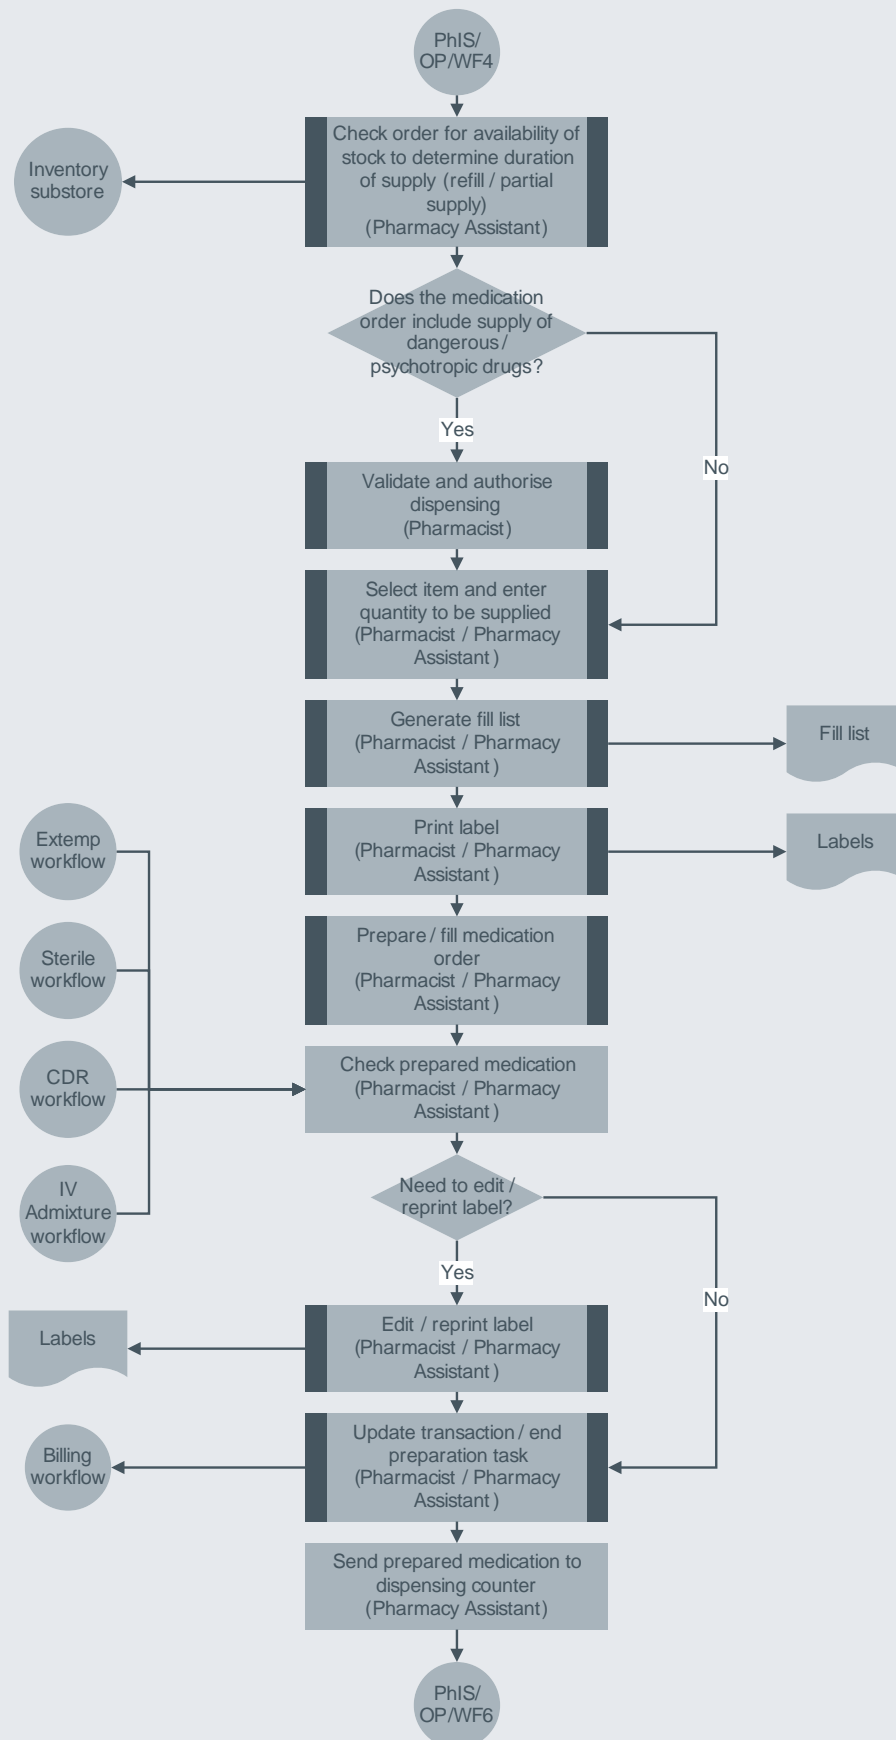 PhIS/
OP/WF4
Check order for availability of
stock to determine duration
of supply (refill / partial
supply)
(Pharmacy Assistant)
Inventory
substore
Does the medication
order include supply of
dangerous /
psychotropic drugs?
Yes
No
Validate and authorise
dispensing
(Pharmacist)
Select item and enter
quantity to be supplied
(Pharmacist / Pharmacy
Assistant)
Generate fill list
(Pharmacist / Pharmacy
Assistant)
Fill list
Print label
(Pharmacist / Pharmacy
Assistant)
Labels
Extemp
workflow
Prepare / fill medication
order
(Pharmacist / Pharmacy
Assistant)
Sterile
workflow
Check prepared medication
(Pharmacist / Pharmacy
Assistant)
CDR
workflow
IV
Admixture
workflow
Need to edit /
reprint label?
Yes
No
Edit / reprint label
(Pharmacist / Pharmacy
Assistant)
Labels
Update transaction / end
preparation task
(Pharmacist / Pharmacy
Assistant)
Billing
workflow
Send prepared medication to
dispensing counter
(Pharmacy Assistant)
PhIS/
OP/WF6